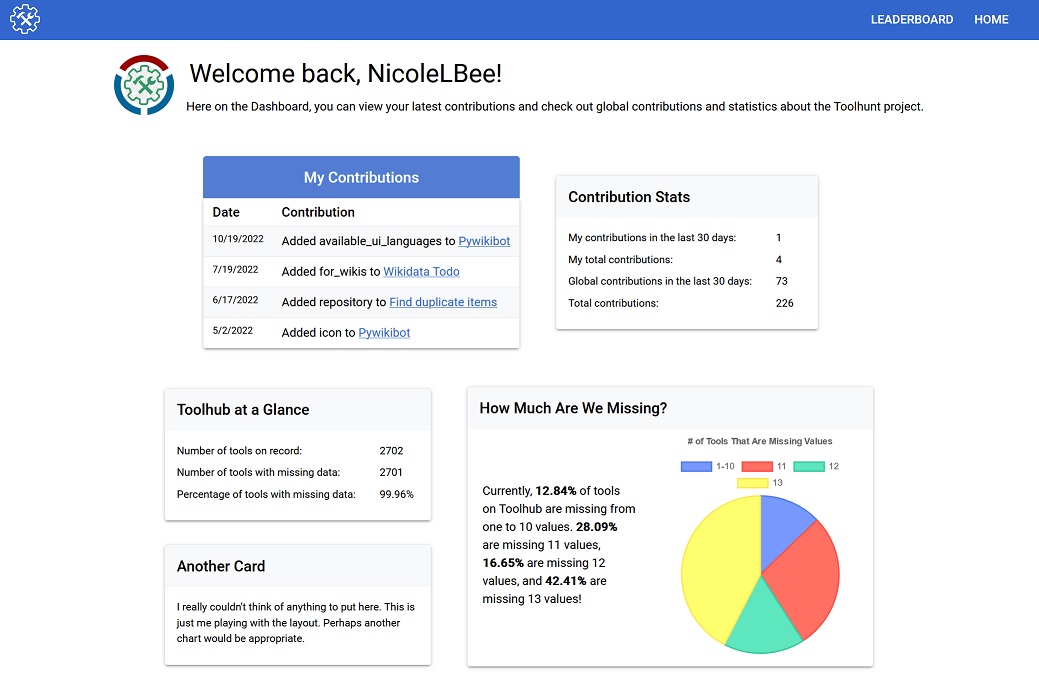 LEADERBOARD HOME
Welcome back, NicoleLBee!
Here on the Dashboard, you can view your latest contributions and check out global contributions and statistics about the Toolhunt project.
My Contributions
Date Contribution
10/19/2022 Added available_ui_languages to Pywikibot
7/19/2022 Added for_wikis to Wikidata Todo
6/17/2022 Added repository to Find duplicate items
5/2/2022 Added icon to Pywikibot
Contribution Stats
My contributions in the last 30 days: 1
My total contributions: 4
Global contributions in the last 30 days: 73
Total contributions: 226
Toolhub at a Glance
Number of tools on record: 2702
Number of tools with missing data: 2701
Percentage of tools with missing data: 99.96%
Another Card
I really couldn't think of anything to put here. This is
just me playing with the layout. Perhaps another
chart would be appropriate.
How Much Are We Missing?
Currently, 12.84% of tools
on Toolhub are missing from
one to 10 values. 28.09%
are missing 11 values,
16.65% are missing 12
values, and 42.41% are
missing 13 values!
# of Tools That Are Missing Values
1-10 11 12
13